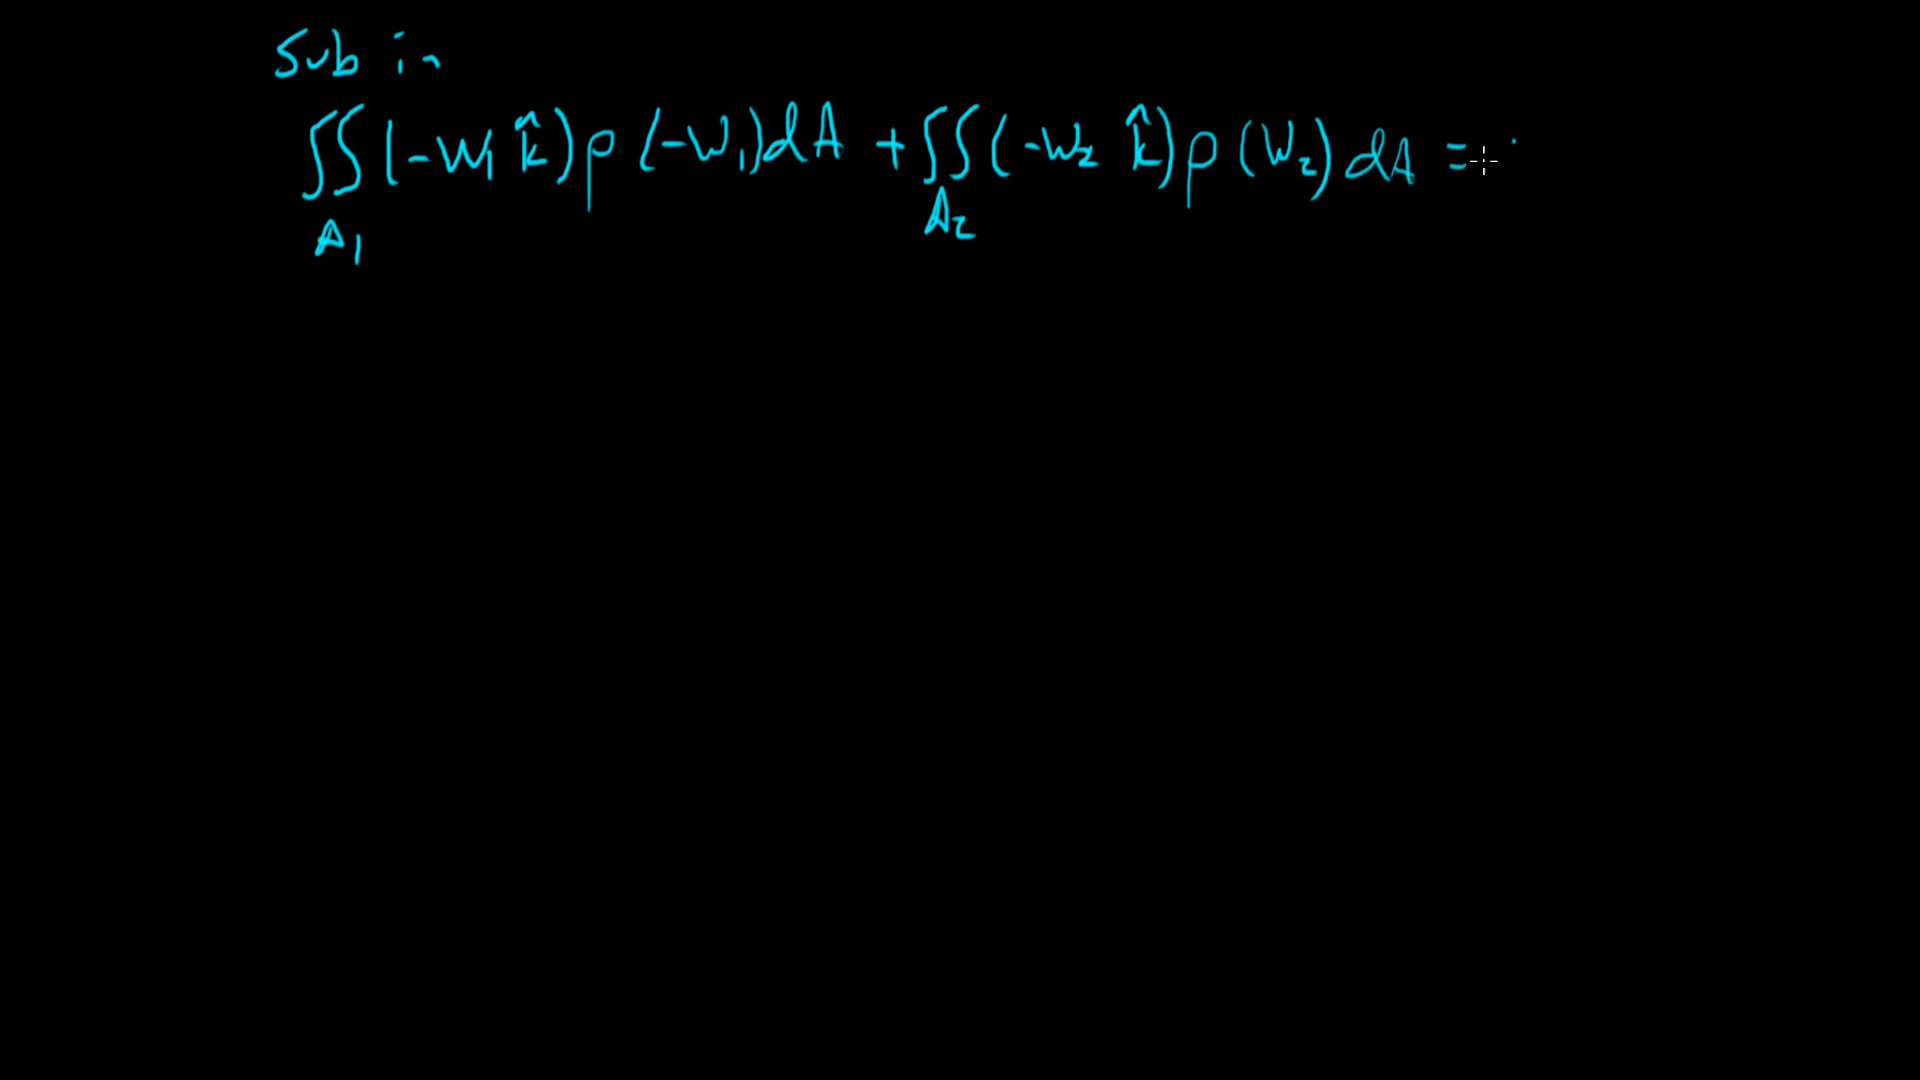 Sub in
∬(-W₁ k̂)ρ(-W₁)dA + ∬(-W₂ k̂)ρ(W₂)dA =
A₁ A₂